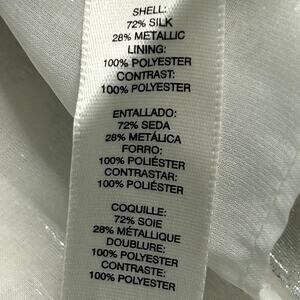 SHELL:
72% SILK
28% METALLIC
LINING:
100% POLYESTER
CONTRAST:
100% POLYESTER
ENTALLADO:
72% SEDA
28% METÁLICA
FORRO:
100% POLIÉSTER
CONTRASTAR:
100% POLIÉSTER
COQUILLE:
72% SOIE
28% MÉTALLIQUE
DOUBLURE:
100% POLYESTER
CONTRASTE:
100% POLYESTER